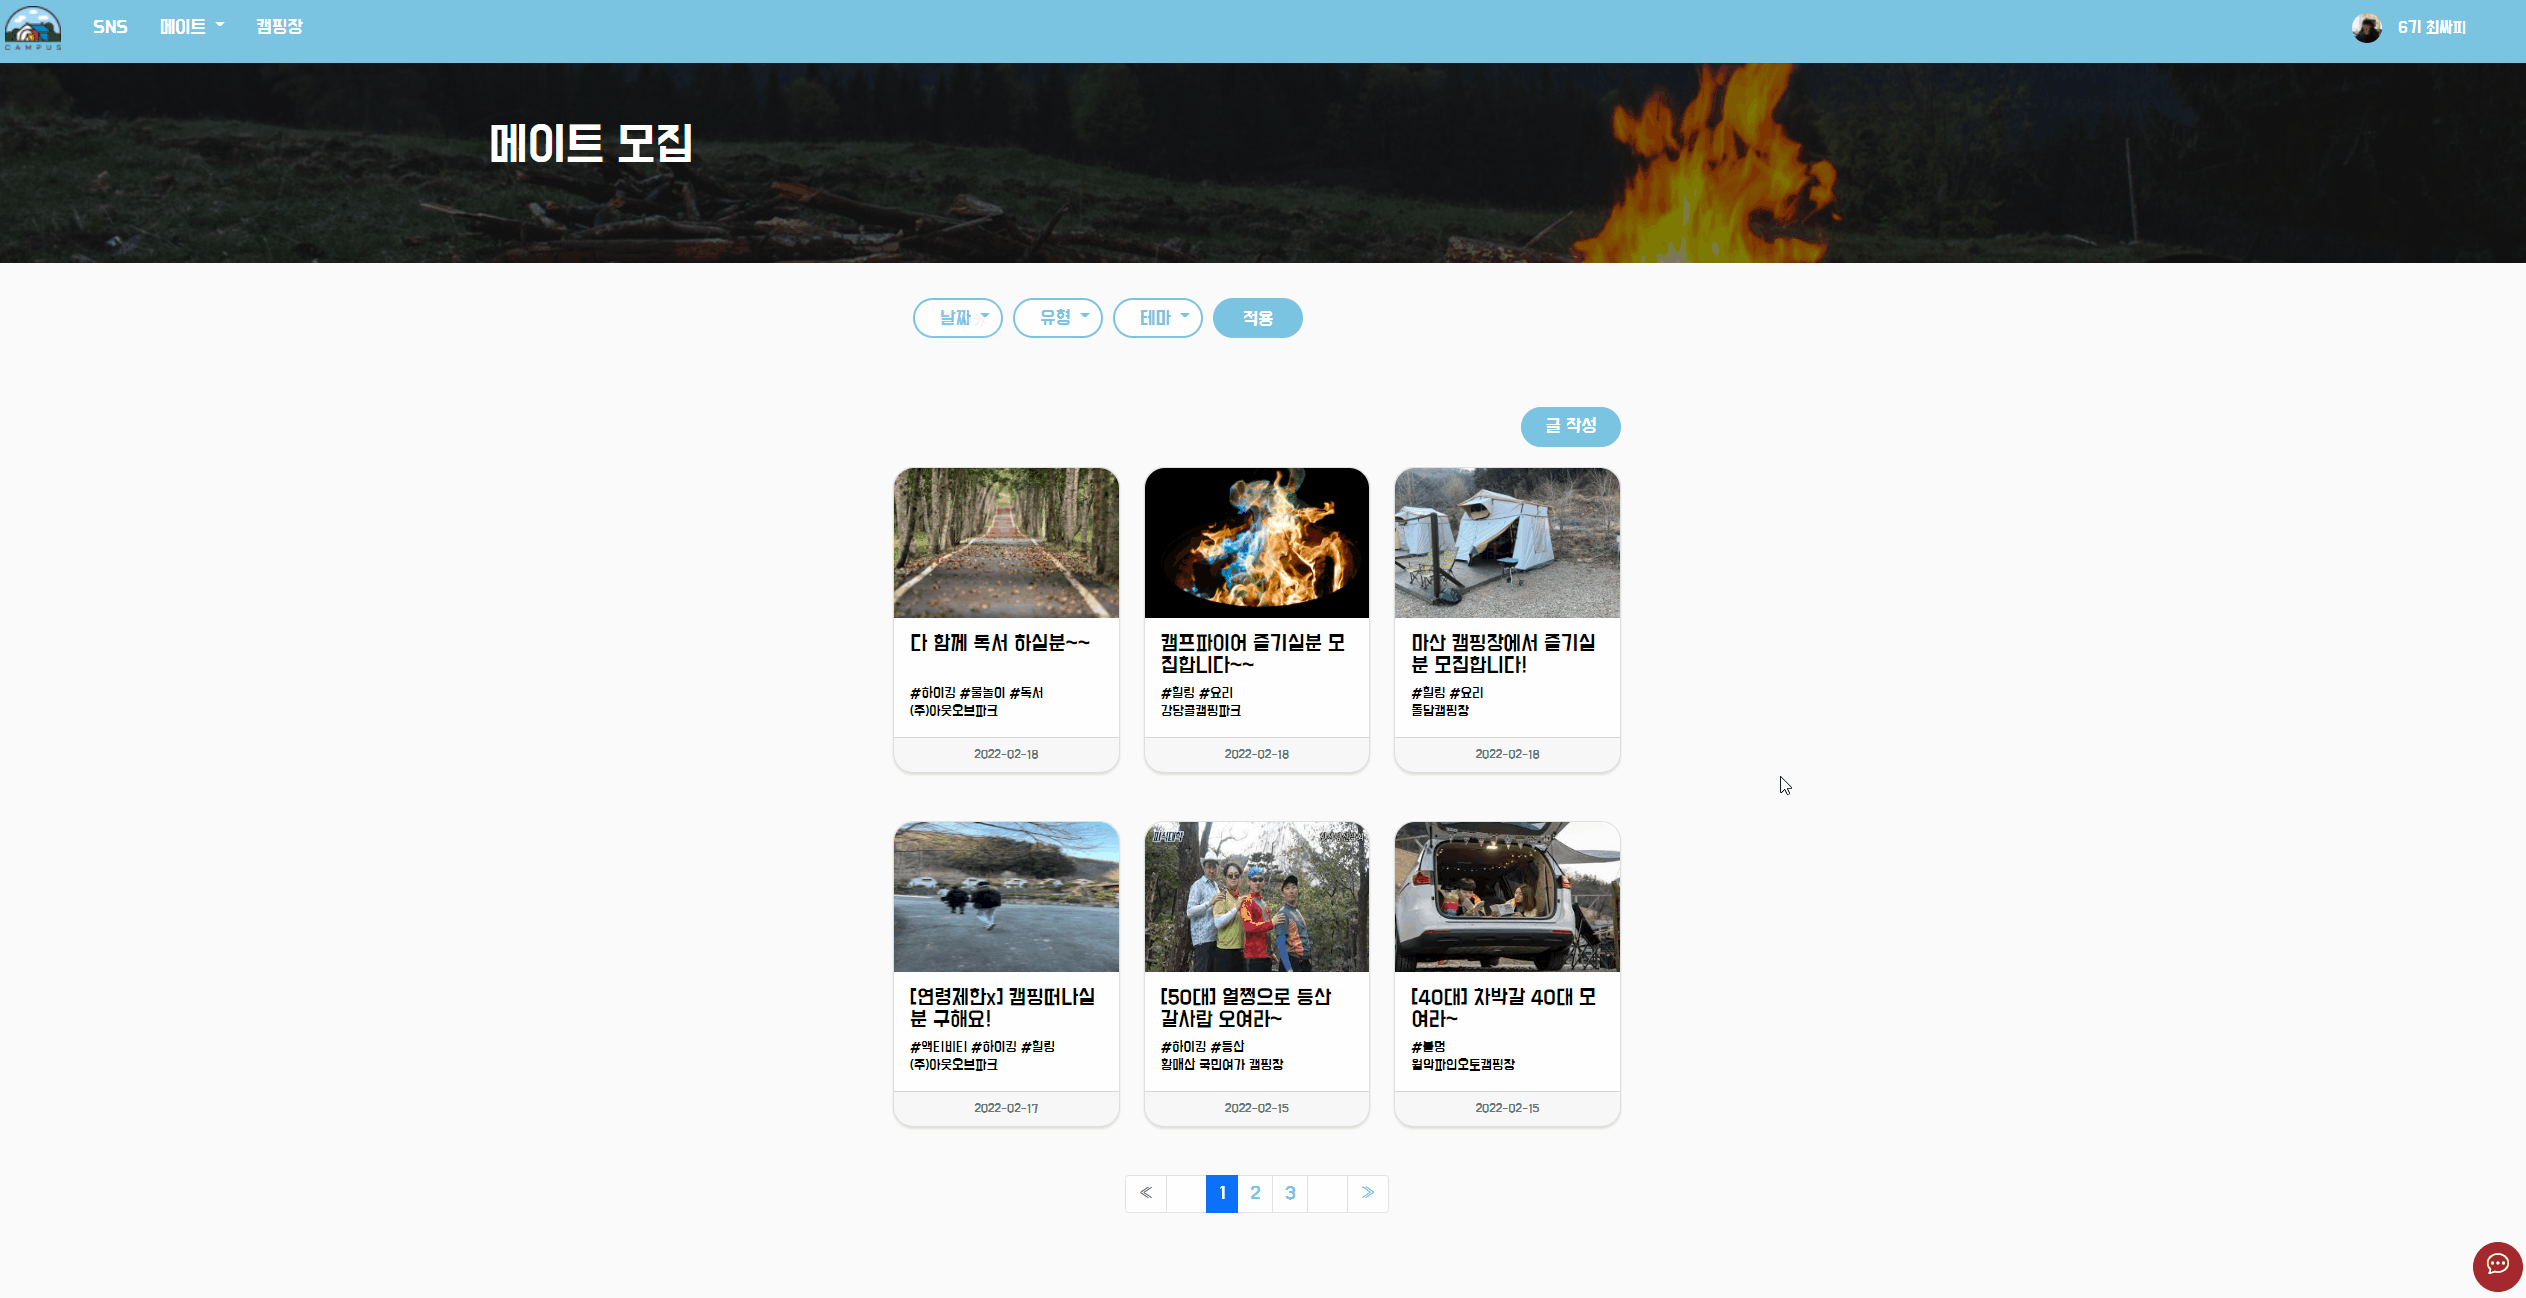 CAMPUS
SNS
메이트
캠핑장
6기 최싸피
메이트 모집
날짜
유형
테마
적용
글 작성
다 함께 독서 하실분~~
#하이킹 #물놀이 #독서
(주)아웃오브파크
2022-02-18
캠프파이어 즐기실분 모
집합니다~~
#힐링 #요리
강당골캠핑파크
2022-02-18
마산 캠핑장에서 즐기실
분 모집합니다!
#힐링 #요리
돌담캠핑장
2022-02-18
[연령제한x] 캠핑떠나실
분 구해요!
#액티비티 #하이킹 #힐링
(주)아웃오브파크
2022-02-17
피식대학
[50대] 열쩡으로 등산
갈사람 오여라~
#하이킹 #등산
황매산 국민여가 캠핑장
2022-02-15
[40대] 차박갈 40대 모
여라~
#불멍
월악파인오토캠핑장
2022-02-15
« 1 2 3 »